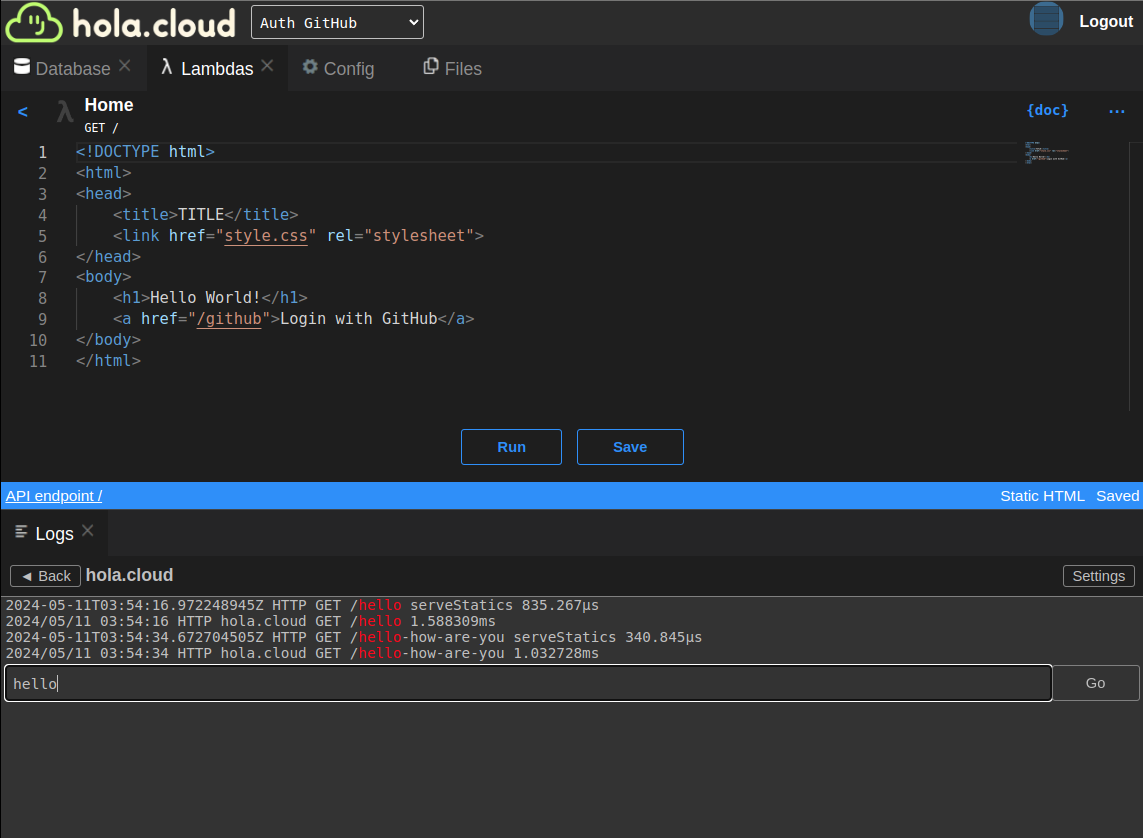 hola.cloud Auth GitHub Logout
Database Lambdas Config Files
< λ Home {doc} ...
GET /
1 <!DOCTYPE html>
2 <html>
3 <head>
4     <title>TITLE</title>
5     <link href="style.css" rel="stylesheet">
6 </head>
7 <body>
8     <h1>Hello World!</h1>
9     <a href="/github">Login with GitHub</a>
10 </body>
11 </html>
Run Save
API endpoint / Static HTML Saved
Logs
◄ Back hola.cloud Settings
2024-05-11T03:54:16.972248945Z HTTP GET /hello serveStatics 835.267µs
2024/05/11 03:54:16 HTTP hola.cloud GET /hello 1.588309ms
2024-05-11T03:54:34.672704505Z HTTP GET /hello-how-are-you serveStatics 340.845µs
2024/05/11 03:54:34 HTTP hola.cloud GET /hello-how-are-you 1.032728ms
hello Go